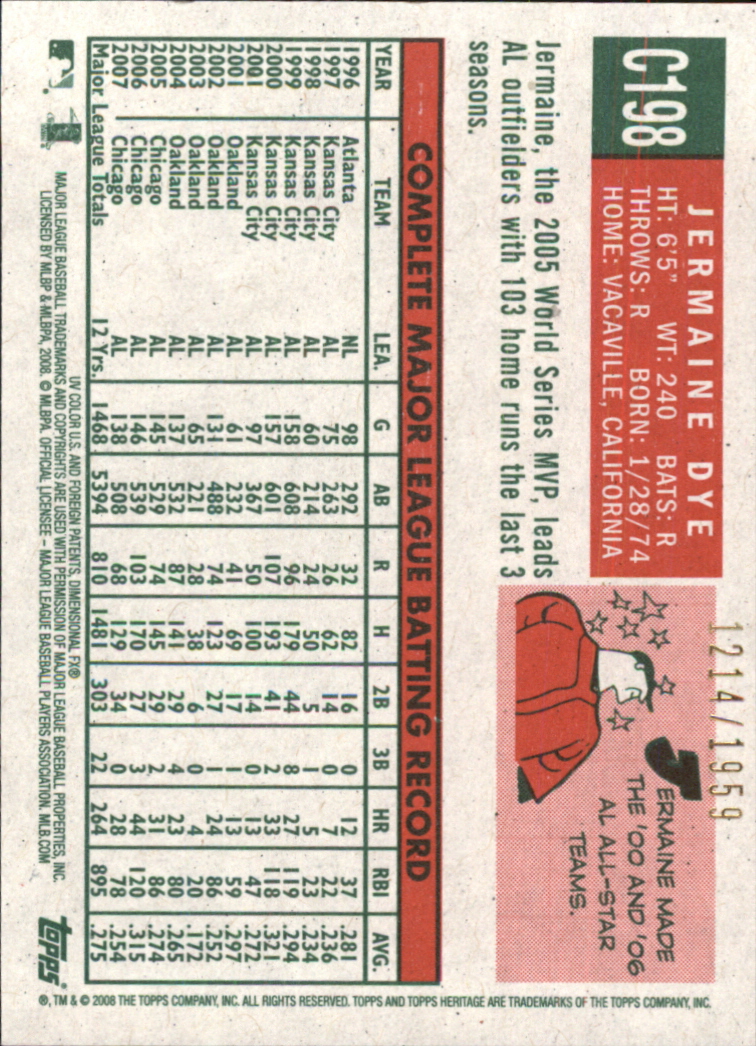 C198
JERMAINE DYE
HT: 6'5" WT: 240 BATS: R
THROWS: R BORN: 1/28/74
HOME: VACAVILLE, CALIFORNIA
1214/1959
Jermaine, the 2005 World Series MVP, leads
AL outfielders with 103 home runs the last 3
seasons.
JERMAINE MADE
THE '00 AND '06
AL ALL-STAR
TEAMS.
COMPLETE MAJOR LEAGUE BATTING RECORD
YEAR TEAM LEA. G AB R H 2B 3B HR RBI AVG.
1996 Atlanta NL 98 292 32 82 16 0 12 37 .281
1997 Kansas City AL 75 263 26 62 14 0 7 22 .236
1998 Kansas City AL 60 214 24 50 5 1 5 23 .234
1999 Kansas City AL 158 608 96 179 44 8 27 119 .294
2000 Kansas City AL 157 601 107 193 41 2 33 118 .321
2001 Kansas City AL 97 367 50 100 14 0 13 47 .272
2001 Oakland AL 61 232 41 69 17 1 13 59 .297
2002 Oakland AL 131 488 74 123 27 1 24 86 .252
2003 Oakland AL 65 221 28 38 6 0 4 20 .172
2004 Oakland AL 137 532 87 141 29 4 23 80 .265
2005 Chicago AL 145 529 74 145 29 2 31 86 .274
2006 Chicago AL 146 539 103 170 27 3 44 120 .315
2007 Chicago AL 138 508 68 129 34 0 28 78 .254
Major League Totals 12 Yrs. 1468 5394 810 1481 303 22 264 895 .275
UV COLOR U.S. AND FOREIGN PATENTS. DIMENSIONAL FX®
MAJOR LEAGUE BASEBALL TRADEMARKS AND COPYRIGHTS ARE USED WITH PERMISSION OF MAJOR LEAGUE BASEBALL PROPERTIES, INC.
LICENSED BY MLBP & MLBPA, 2008. © MLBPA. OFFICIAL LICENSEE – MAJOR LEAGUE BASEBALL PLAYERS ASSOCIATION. MLB.COM
topps®
®, TM & © 2008 THE TOPPS COMPANY, INC. ALL RIGHTS RESERVED. TOPPS AND TOPPS HERITAGE ARE TRADEMARKS OF THE TOPPS COMPANY, INC.